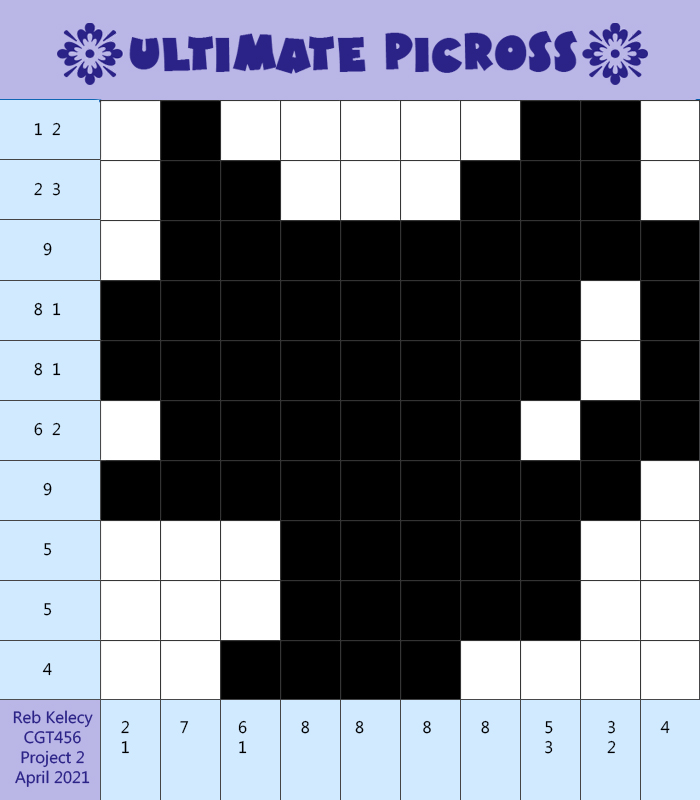 ULTIMATE PICROSS
1 2
2 3
9
8 1
8 1
6 2
9
5
5
4
Reb Kelecy
CGT456
Project 2
April 2021
2 7 6 8 8 8 8 5 3 4
1 1 3 2